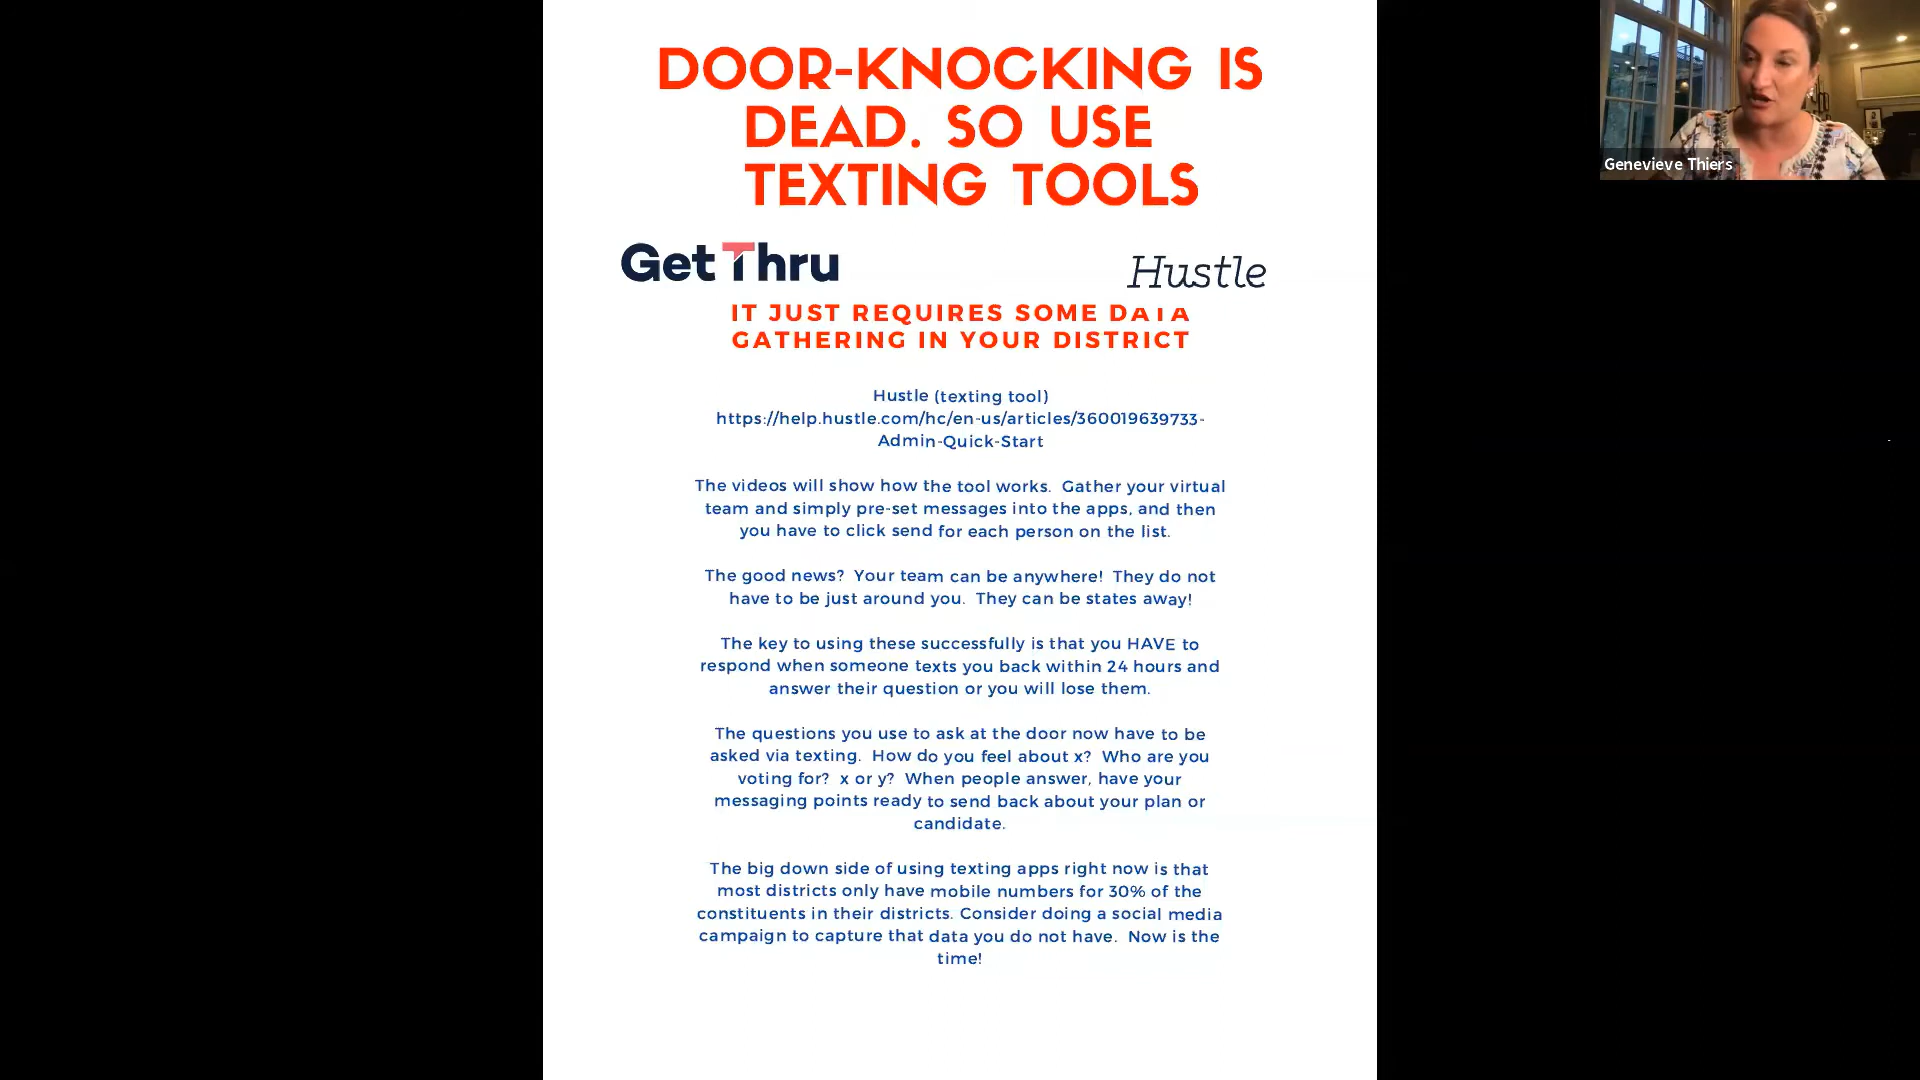 DOOR-KNOCKING IS
DEAD. SO USE
TEXTING TOOLS
GetThru
Hustle
IT JUST REQUIRES SOME DATA
GATHERING IN YOUR DISTRICT
Hustle (texting tool)
https://help.hustle.com/hc/en-us/articles/360019639733-
Admin-Quick-Start
The videos will show how the tool works. Gather your virtual
team and simply pre-set messages into the apps, and then
you have to click send for each person on the list.
The good news? Your team can be anywhere! They do not
have to be just around you. They can be states away!
The key to using these successfully is that you HAVE to
respond when someone texts you back within 24 hours and
answer their question or you will lose them.
The questions you use to ask at the door now have to be
asked via texting. How do you feel about x? Who are you
voting for? x or y? When people answer, have your
messaging points ready to send back about your plan or
candidate.
The big down side of using texting apps right now is that
most districts only have mobile numbers for 30% of the
constituents in their districts. Consider doing a social media
campaign to capture that data you do not have. Now is the
time!
Genevieve Thiers